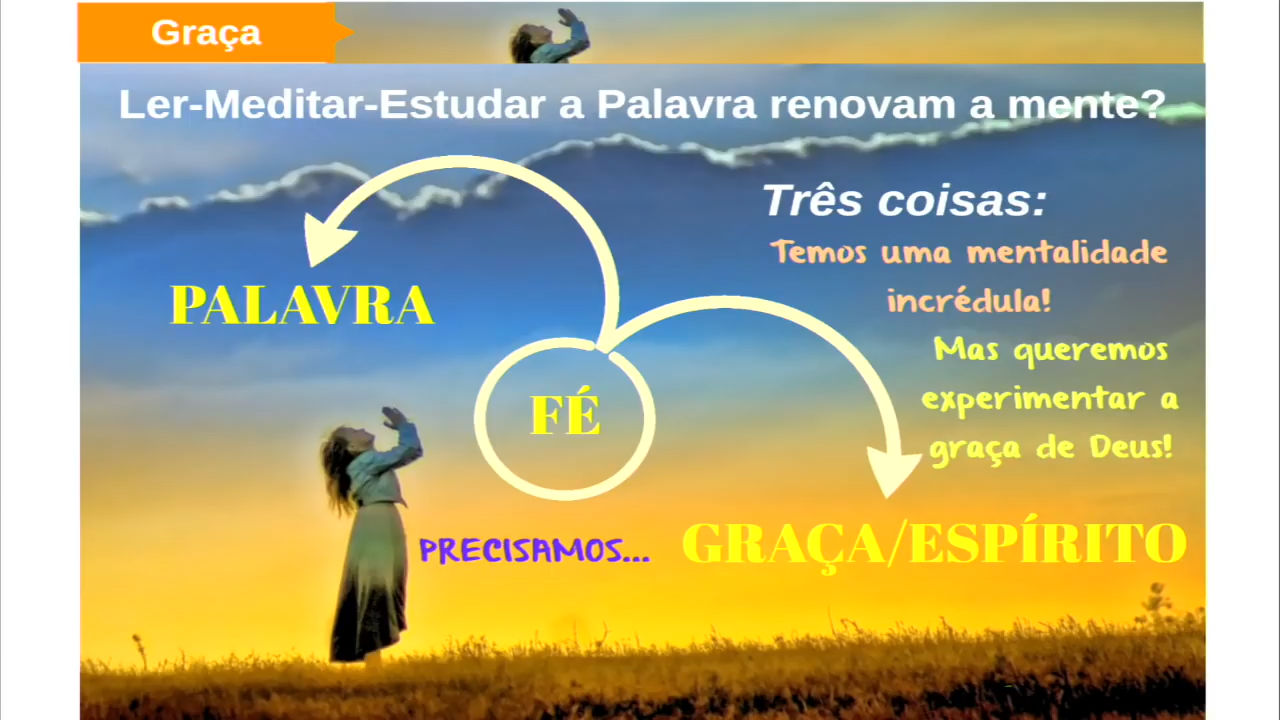 Graça
Ler-Meditar-Estudar a Palavra renovam a mente?
Três coisas:
Temos uma mentalidade
incrédula!
Mas queremos
experimentar a
graça de Deus!
PALAVRA
FÉ
PRECISAMOS...
GRAÇA/ESPÍRITO